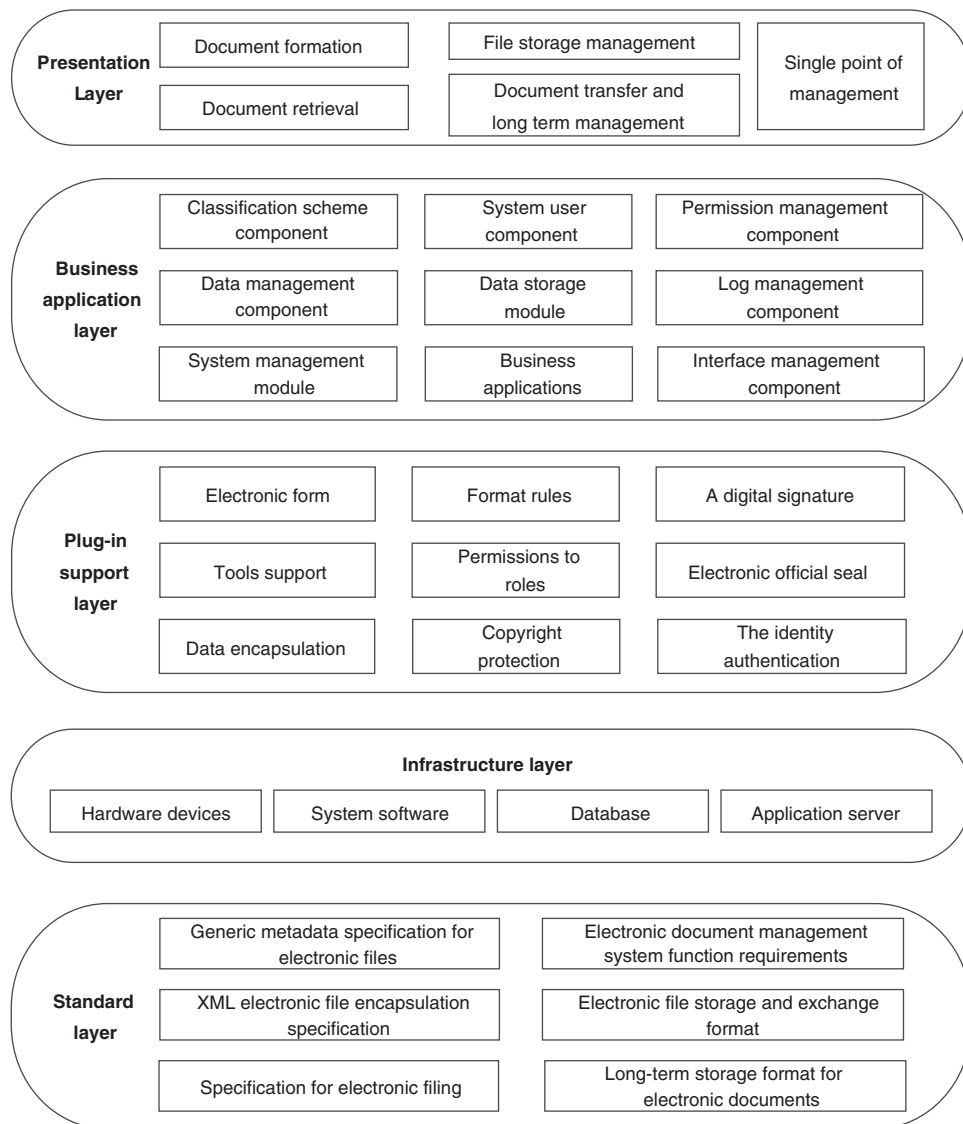 Presentation
Layer
Document formation
File storage management
Single point of
management
Document retrieval
Document transfer and
long term management
Business
application
layer
Classification scheme
component
System user
component
Permission management
component
Data management
component
Data storage
module
Log management
component
System management
module
Business
applications
Interface management
component
Plug-in
support
layer
Electronic form
Format rules
A digital signature
Tools support
Permissions to
roles
Electronic official seal
Data encapsulation
Copyright
protection
The identity
authentication
Infrastructure layer
Hardware devices
System software
Database
Application server
Standard
layer
Generic metadata specification for
electronic files
Electronic document management
system function requirements
XML electronic file encapsulation
specification
Electronic file storage and exchange
format
Specification for electronic filing
Long-term storage format for
electronic documents